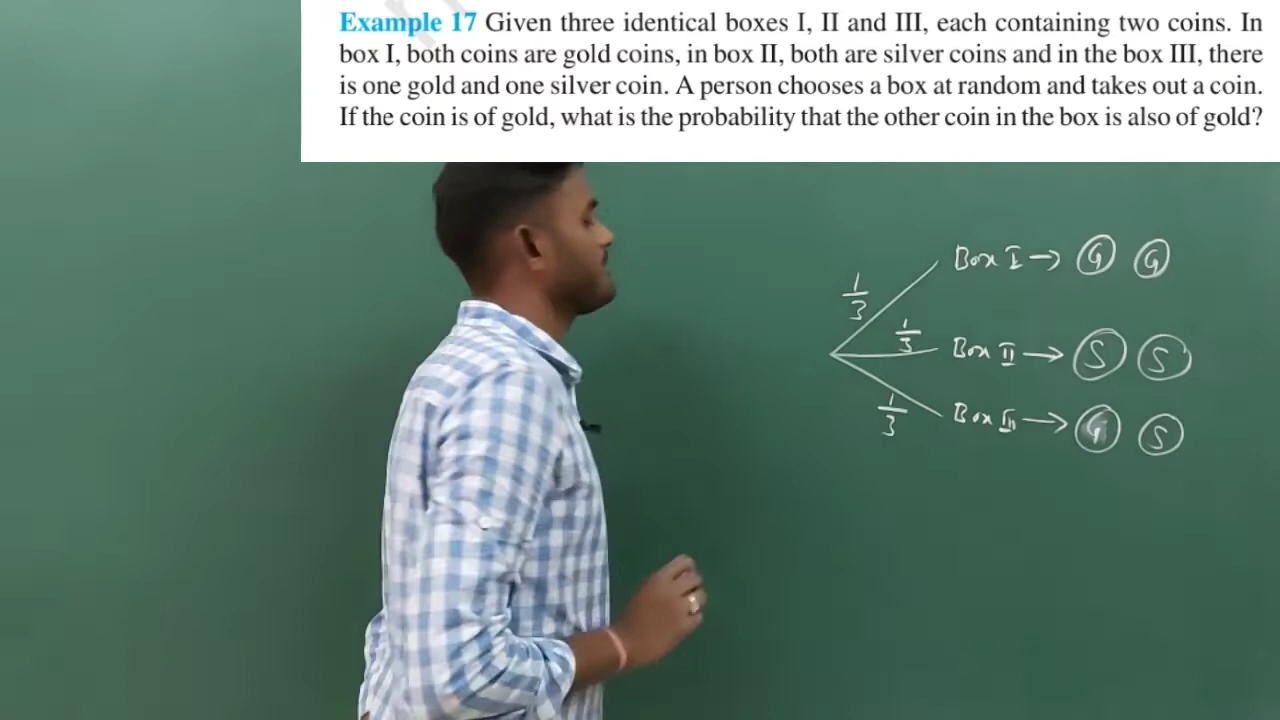 Example 17 Given three identical boxes I, II and III, each containing two coins. In
box I, both coins are gold coins, in box II, both are silver coins and in the box III, there
is one gold and one silver coin. A person chooses a box at random and takes out a coin.
If the coin is of gold, what is the probability that the other coin in the box is also of gold?
1/3 Box I → G G
1/3 Box II → S S
1/3 Box III → G S